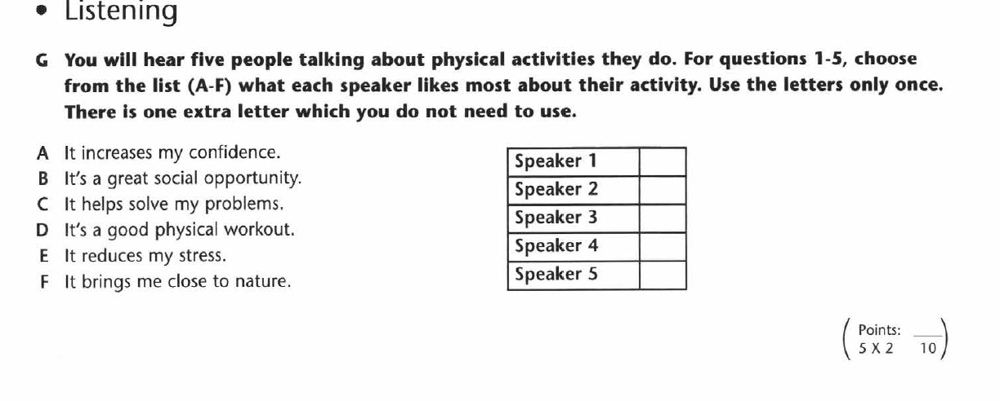 • Listening
G You will hear five people talking about physical activities they do. For questions 1-5, choose
from the list (A-F) what each speaker likes most about their activity. Use the letters only once.
There is one extra letter which you do not need to use.
A It increases my confidence.
B It's a great social opportunity.
C It helps solve my problems.
D It's a good physical workout.
E It reduces my stress.
F It brings me close to nature.
Speaker 1
Speaker 2
Speaker 3
Speaker 4
Speaker 5
Points: ___
5 X 2 10